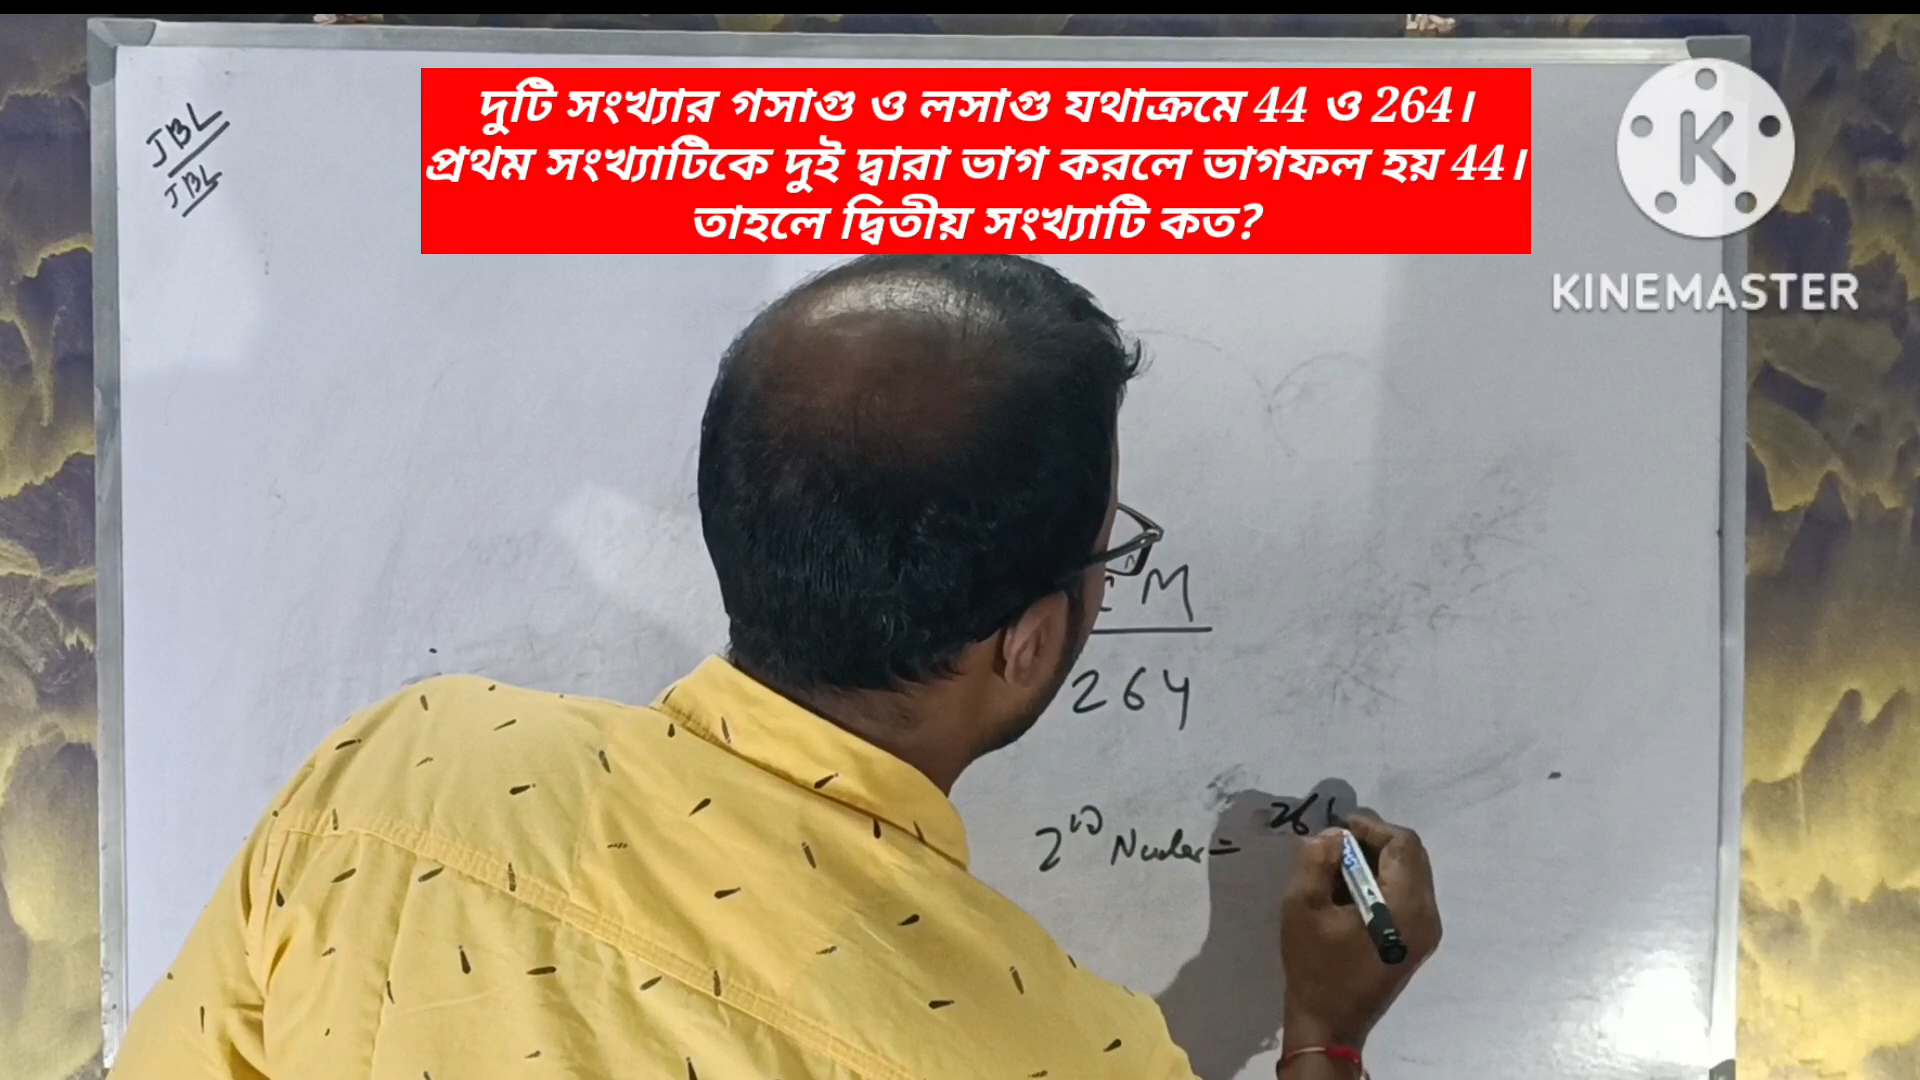 দুটি সংখ্যার গসাগু ও লসাগু যথাক্রমে 44 ও 264।
প্রথম সংখ্যাটিকে দুই দ্বারা ভাগ করলে ভাগফল হয় 44।
তাহলে দ্বিতীয় সংখ্যাটি কত?
JBL
JBL
K
KINEMASTER
M
264
2nd Number =